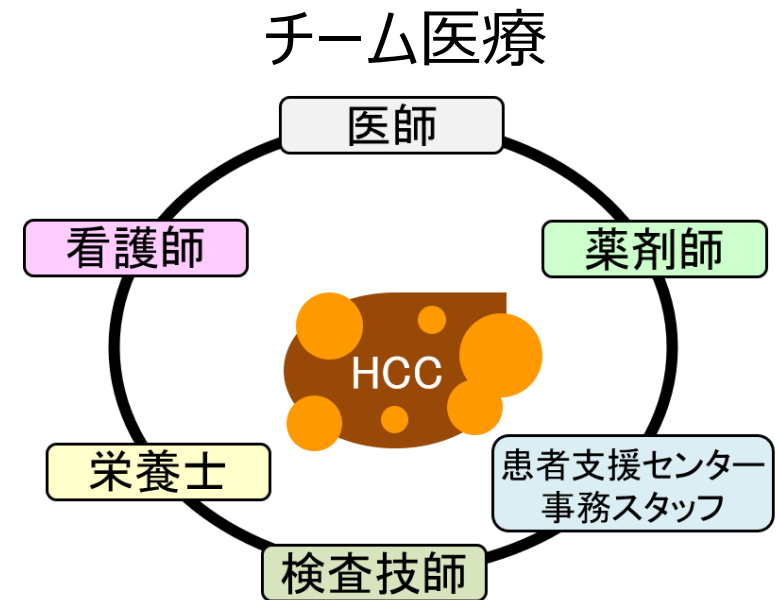 チーム医療
医師
看護師
薬剤師
HCC
栄養士
患者支援センター
事務スタッフ
検査技師